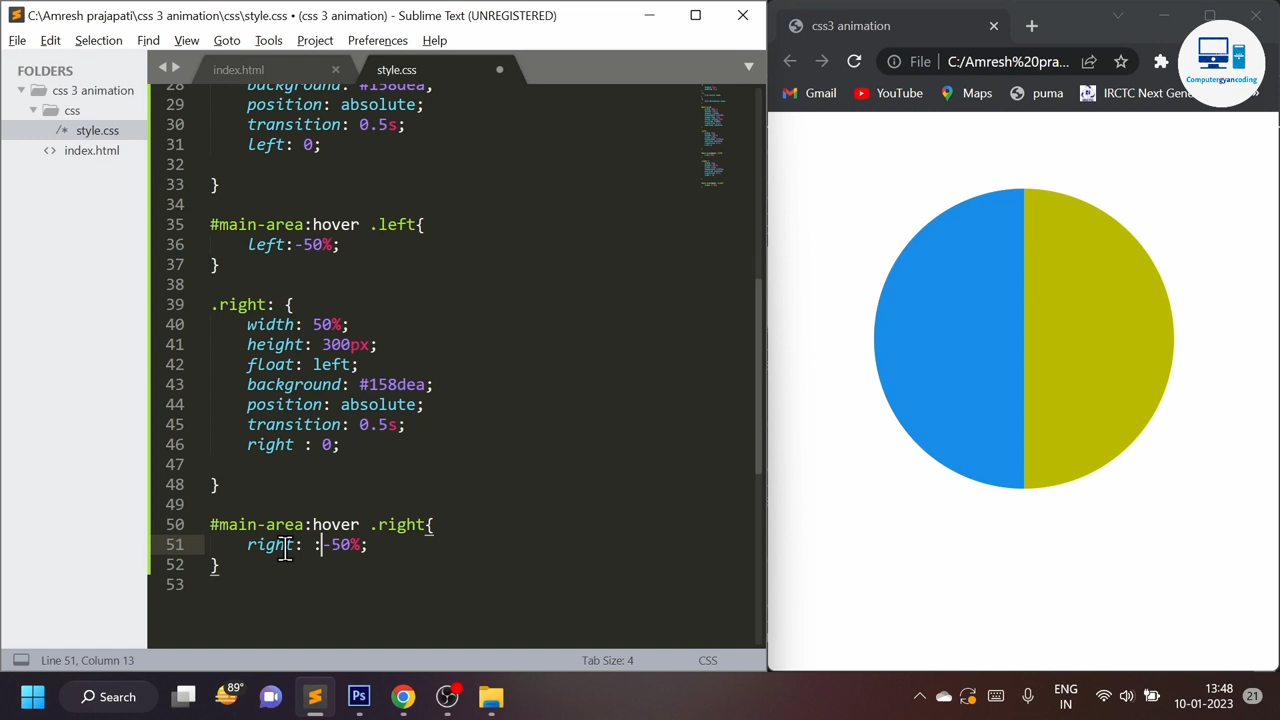 C:\Amresh prajapati\css 3 animation\css\style.css • (css 3 animation) - Sublime Text (UNREGISTERED)
File Edit Selection Find View Goto Tools Project Preferences Help
FOLDERS
css 3 animation
css
/* style.css
<> index.html
index.html
style.css
28 background: #158dea;
29 position: absolute;
30 transition: 0.5s;
31 left: 0;
32
33 }
34
35 #main-area:hover .left{
36 left:-50%;
37 }
38
39 .right: {
40 width: 50%;
41 height: 300px;
42 float: left;
43 background: #158dea;
44 position: absolute;
45 transition: 0.5s;
46 right : 0;
47
48 }
49
50 #main-area:hover .right{
51 right: :-50%;
52 }
53
Line 51, Column 13
Tab Size: 4
CSS
css3 animation
File C:/Amresh%20pra...
Gmail YouTube Maps puma IRCTC Next Gene
Computergyancoding
Search
89°
Ps
ENG
IN
13:48
10-01-2023
21